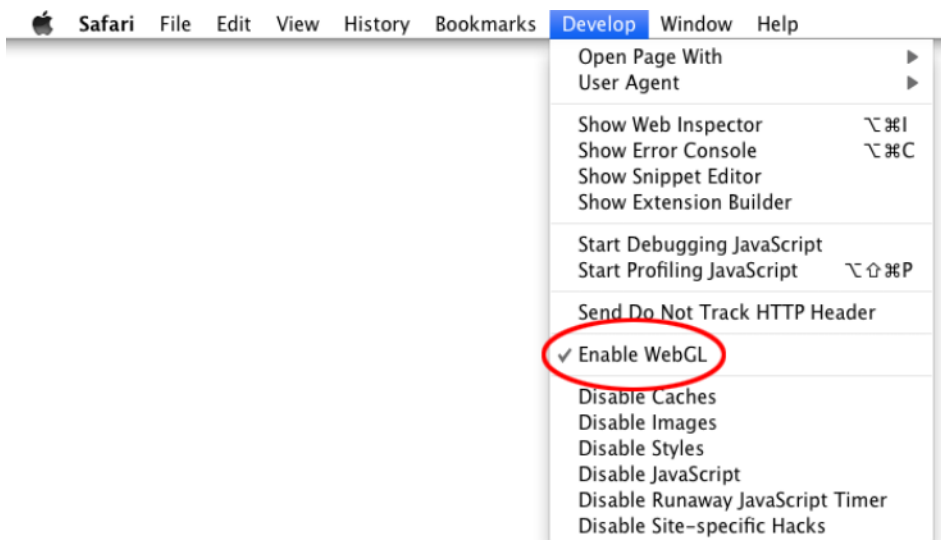 Safari File Edit View History Bookmarks Develop Window Help
Open Page With
User Agent
Show Web Inspector ⌥⌘I
Show Error Console ⌥⌘C
Show Snippet Editor
Show Extension Builder
Start Debugging JavaScript
Start Profiling JavaScript ⌥⇧⌘P
Send Do Not Track HTTP Header
✓ Enable WebGL
Disable Caches
Disable Images
Disable Styles
Disable JavaScript
Disable Runaway JavaScript Timer
Disable Site-specific Hacks